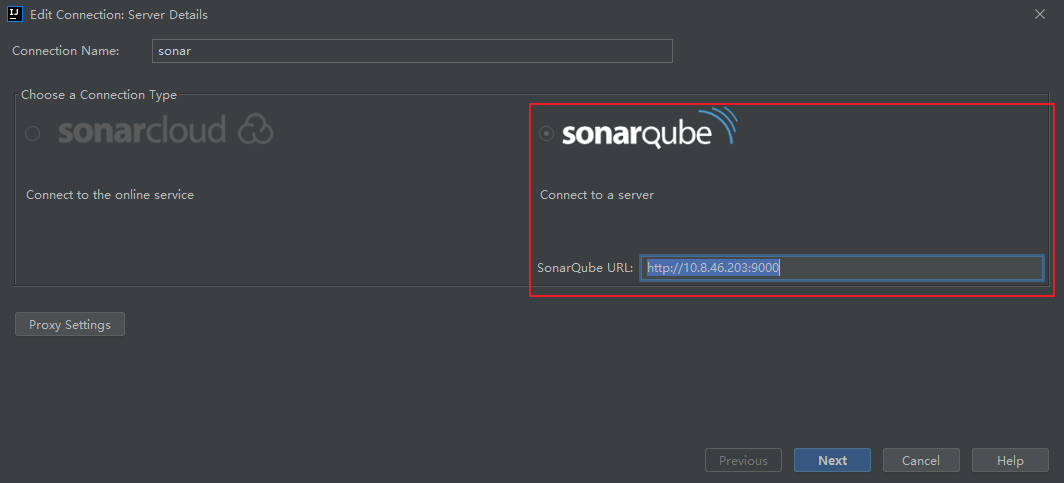 IJ Edit Connection: Server Details
Connection Name: sonar
Choose a Connection Type
sonarcloud
sonarqube
Connect to the online service
Connect to a server
SonarQube URL: http://10.8.46.203:9000
Proxy Settings
Previous Next Cancel Help